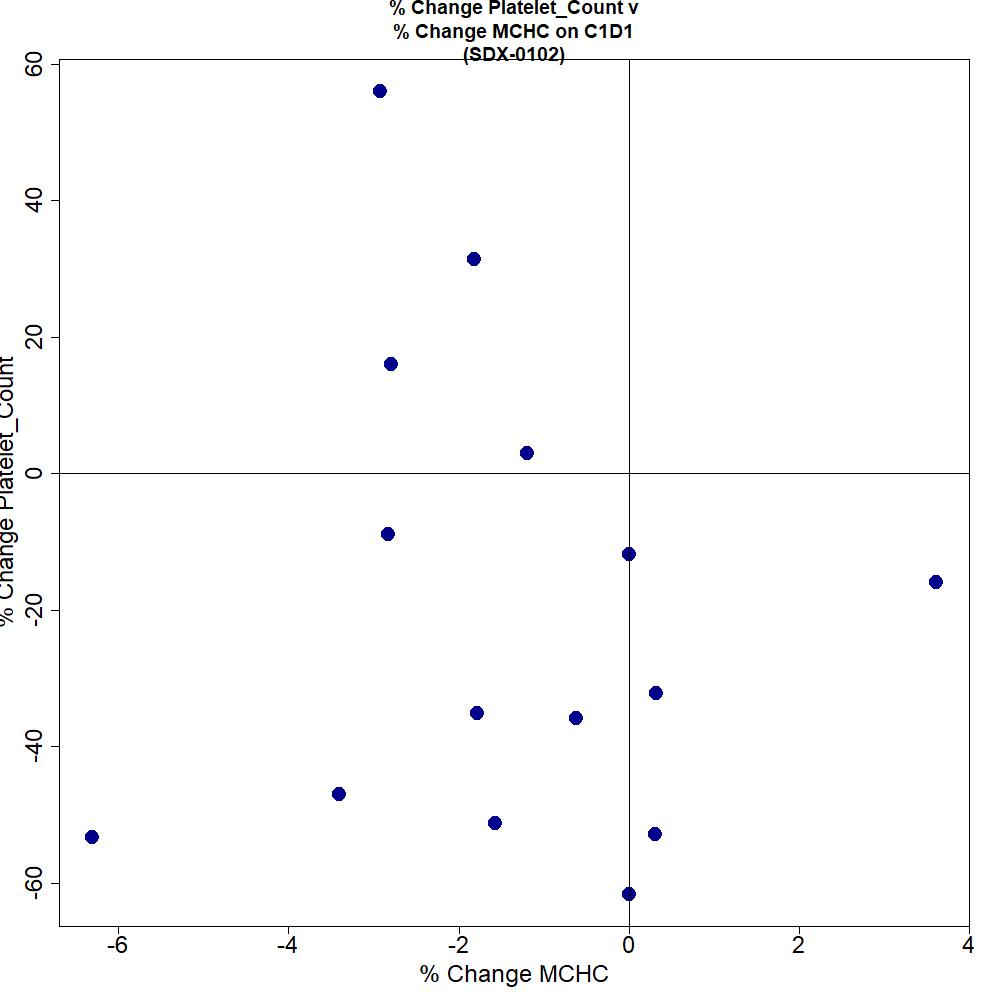 % Change Platelet_Count v
% Change MCHC on C1D1
(SDX-0102)
60
40
20
0
-20
-40
-60
% Change Platelet_Count
-6
-4
-2
0
2
4
% Change MCHC